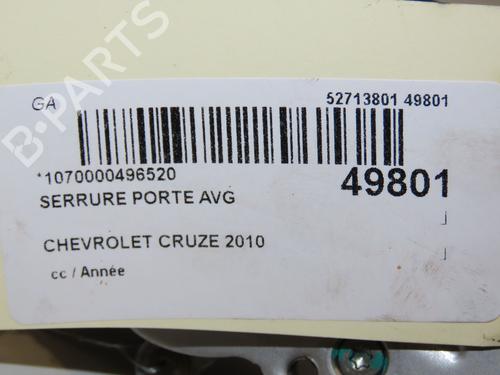 GA
52713801 49801
*1070000496520
49801
SERRURE PORTE AVG
CHEVROLET CRUZE 2010
cc / Année
B-PARTS